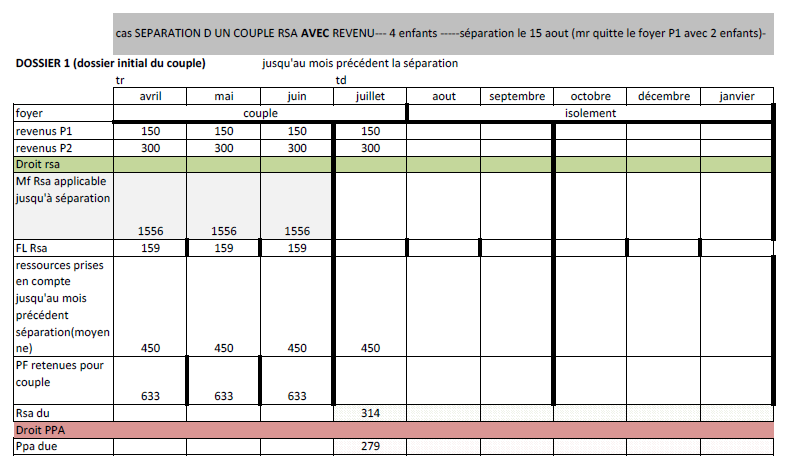 cas SEPARATION D UN COUPLE RSA AVEC REVENU--- 4 enfants -----séparation le 15 aout (mr quitte le foyer P1 avec 2 enfants)-
DOSSIER 1 (dossier initial du couple) jusqu'au mois précédent la séparation
tr td
avril mai juin juillet aout septembre octobre décembre janvier
foyer couple isolement
revenus P1 150 150 150 150
revenus P2 300 300 300 300
Droit rsa
Mf Rsa applicable
jusqu'à séparation
1556 1556 1556
FL Rsa 159 159 159
ressources prises
en compte
jusqu'au mois
précédent
séparation(moyen
ne) 450 450 450 450
PF retenues pour
couple
633 633 633
Rsa du 314
Droit PPA
Ppa due 279